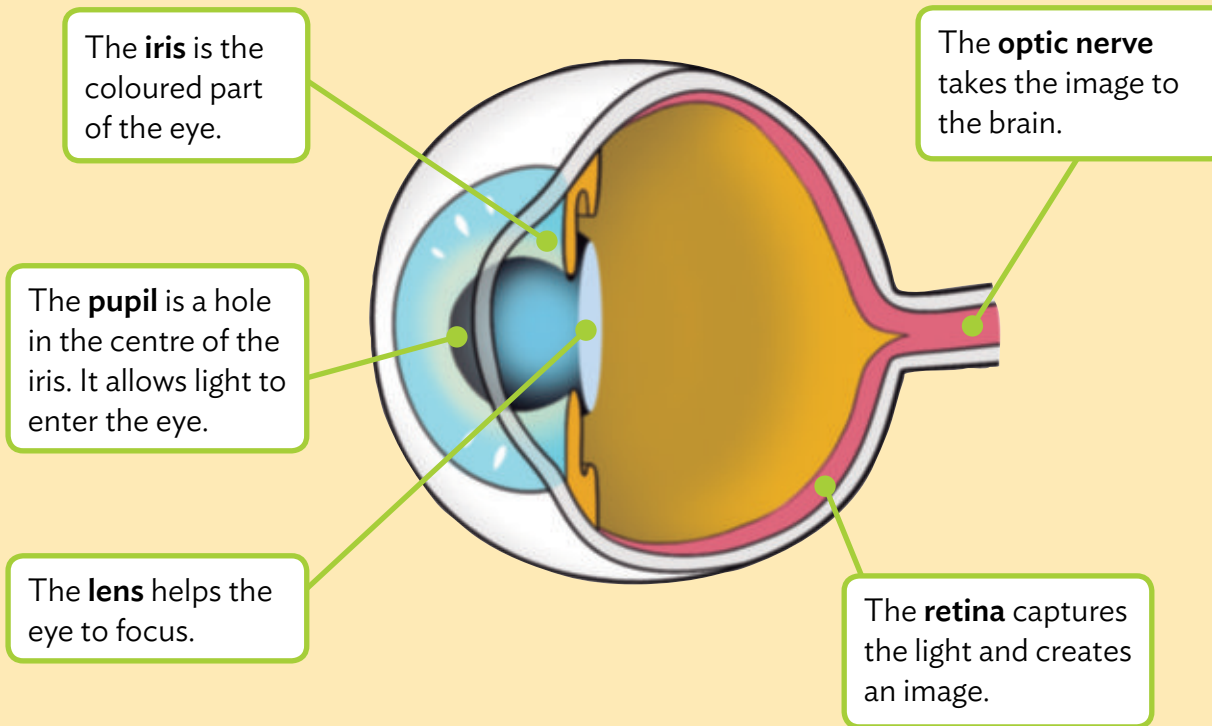 The iris is the
coloured part
of the eye.
The optic nerve
takes the image to
the brain.
The pupil is a hole
in the centre of the
iris. It allows light to
enter the eye.
The lens helps the
eye to focus.
The retina captures
the light and creates
an image.